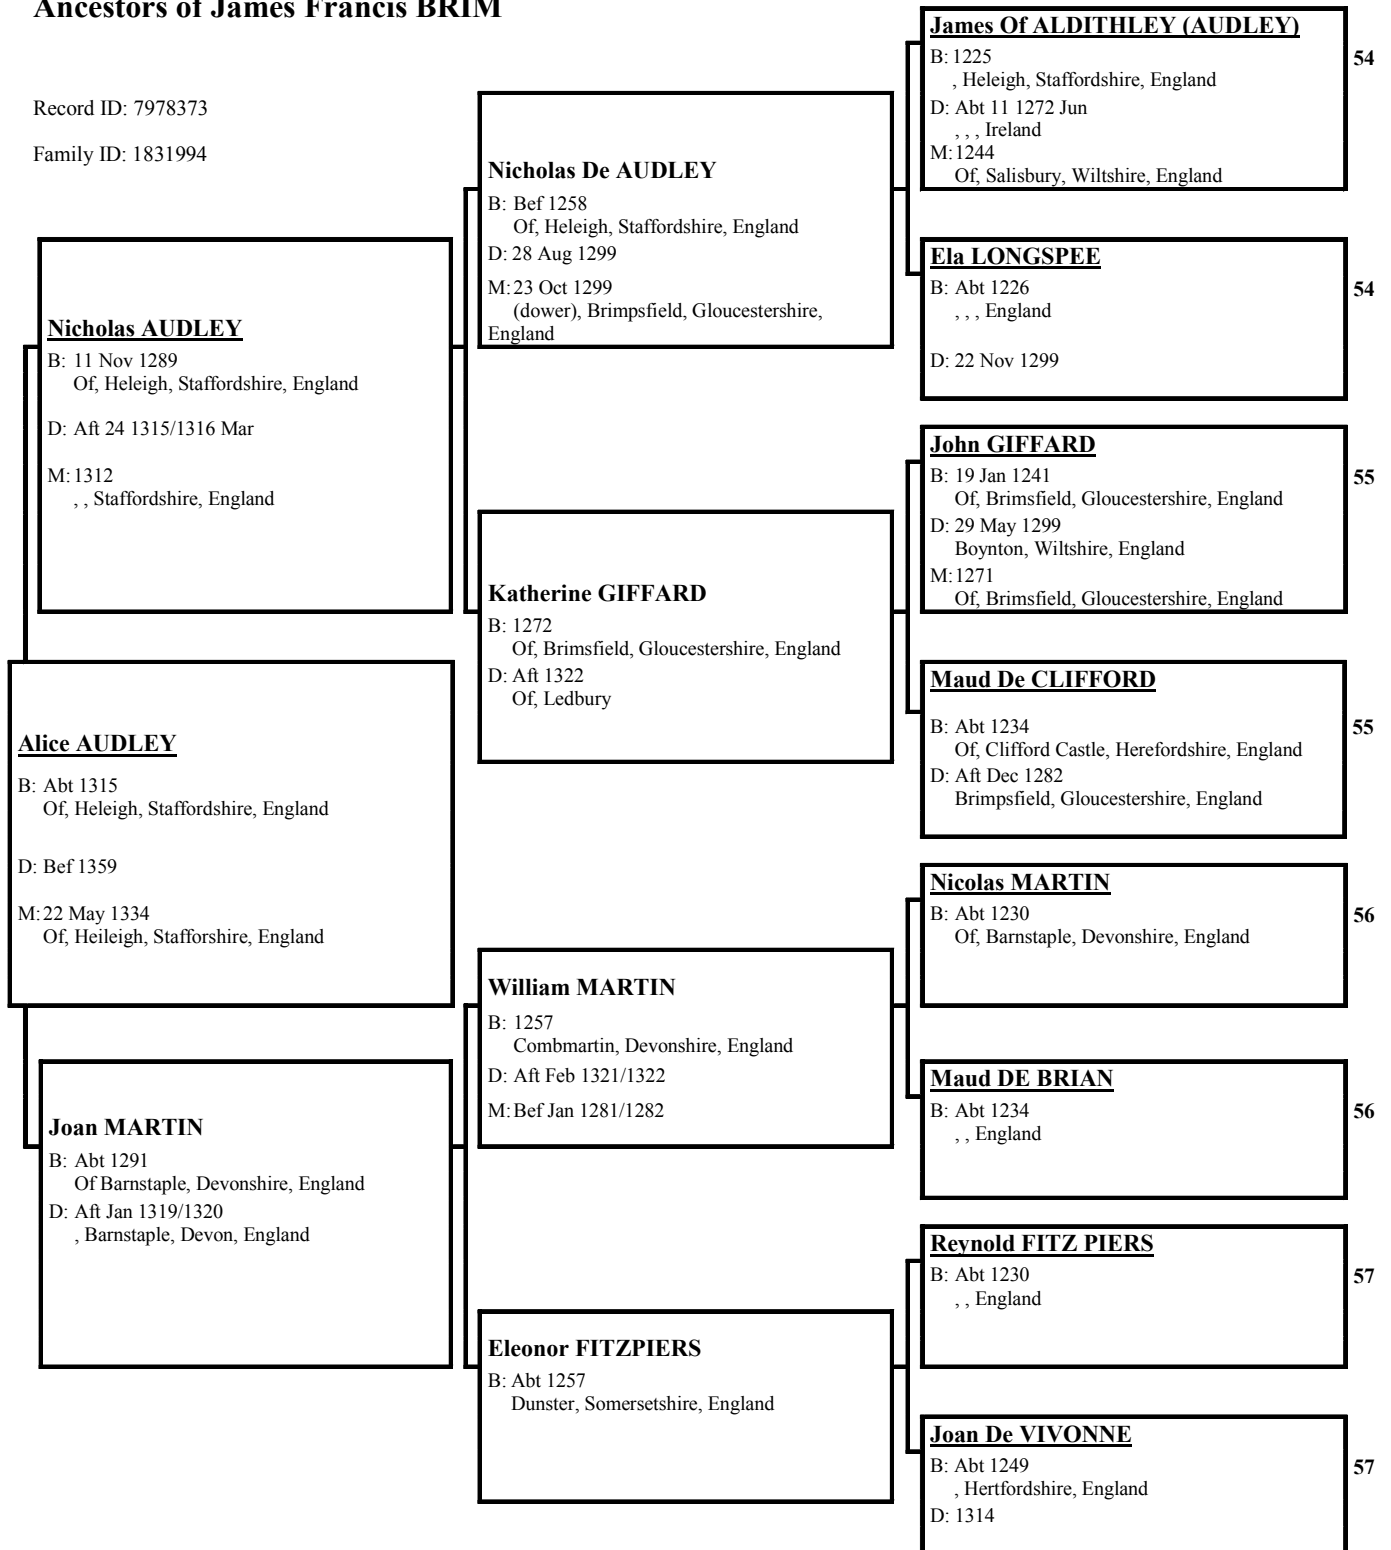 Ancestors of James Francis BRIM
Record ID: 7978373
Family ID: 1831994
Alice AUDLEY
B: Abt 1315
Of, Heleigh, Staffordshire, England
D: Bef 1359
M: 22 May 1334
Of, Heileigh, Stafforshire, England
Nicholas AUDLEY
B: 11 Nov 1289
Of, Heleigh, Staffordshire, England
D: Aft 24 1315/1316 Mar
M: 1312
, , Staffordshire, England
Joan MARTIN
B: Abt 1291
Of Barnstaple, Devonshire, England
D: Aft Jan 1319/1320
, Barnstaple, Devon, England
Nicholas De AUDLEY
B: Bef 1258
Of, Heleigh, Staffordshire, England
D: 28 Aug 1299
M: 23 Oct 1299
(dower), Brimpsfield, Gloucestershire,
England
Katherine GIFFARD
B: 1272
Of, Brimsfield, Gloucestershire, England
D: Aft 1322
Of, Ledbury
William MARTIN
B: 1257
Combmartin, Devonshire, England
D: Aft Feb 1321/1322
M: Bef Jan 1281/1282
Eleonor FITZPIERS
B: Abt 1257
Dunster, Somersetshire, England
James Of ALDITHLEY (AUDLEY)
B: 1225
, Heleigh, Staffordshire, England
D: Abt 11 1272 Jun
, , , Ireland
M: 1244
Of, Salisbury, Wiltshire, England
54
Ela LONGSPEE
B: Abt 1226
, , , England
D: 22 Nov 1299
54
John GIFFARD
B: 19 Jan 1241
Of, Brimsfield, Gloucestershire, England
D: 29 May 1299
Boynton, Wiltshire, England
M: 1271
Of, Brimsfield, Gloucestershire, England
55
Maud De CLIFFORD
B: Abt 1234
Of, Clifford Castle, Herefordshire, England
D: Aft Dec 1282
Brimpsfield, Gloucestershire, England
55
Nicolas MARTIN
B: Abt 1230
Of, Barnstaple, Devonshire, England
56
Maud DE BRIAN
B: Abt 1234
, , England
56
Reynold FITZ PIERS
B: Abt 1230
, , England
57
Joan De VIVONNE
B: Abt 1249
, Hertfordshire, England
D: 1314
57